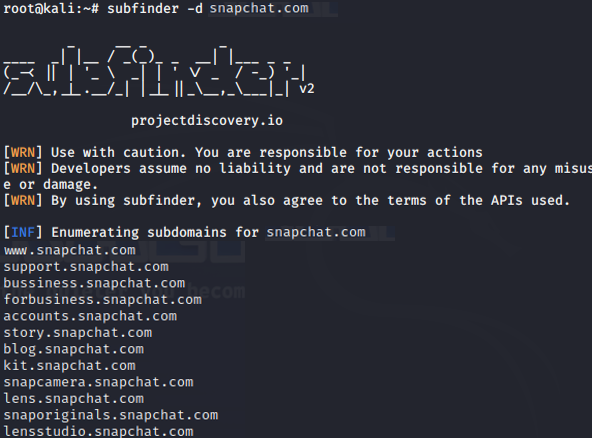 root@kali:~# subfinder -d snapchat.com
subfinder v2
projectdiscovery.io
[WRN] Use with caution. You are responsible for your actions
[WRN] Developers assume no liability and are not responsible for any misus
e or damage.
[WRN] By using subfinder, you also agree to the terms of the APIs used.
[INF] Enumerating subdomains for snapchat.com
www.snapchat.com
support.snapchat.com
bussiness.snapchat.com
forbusiness.snapchat.com
accounts.snapchat.com
story.snapchat.com
blog.snapchat.com
kit.snapchat.com
snapcamera.snapchat.com
lens.snapchat.com
snaporiginals.snapchat.com
lensstudio.snapchat.com